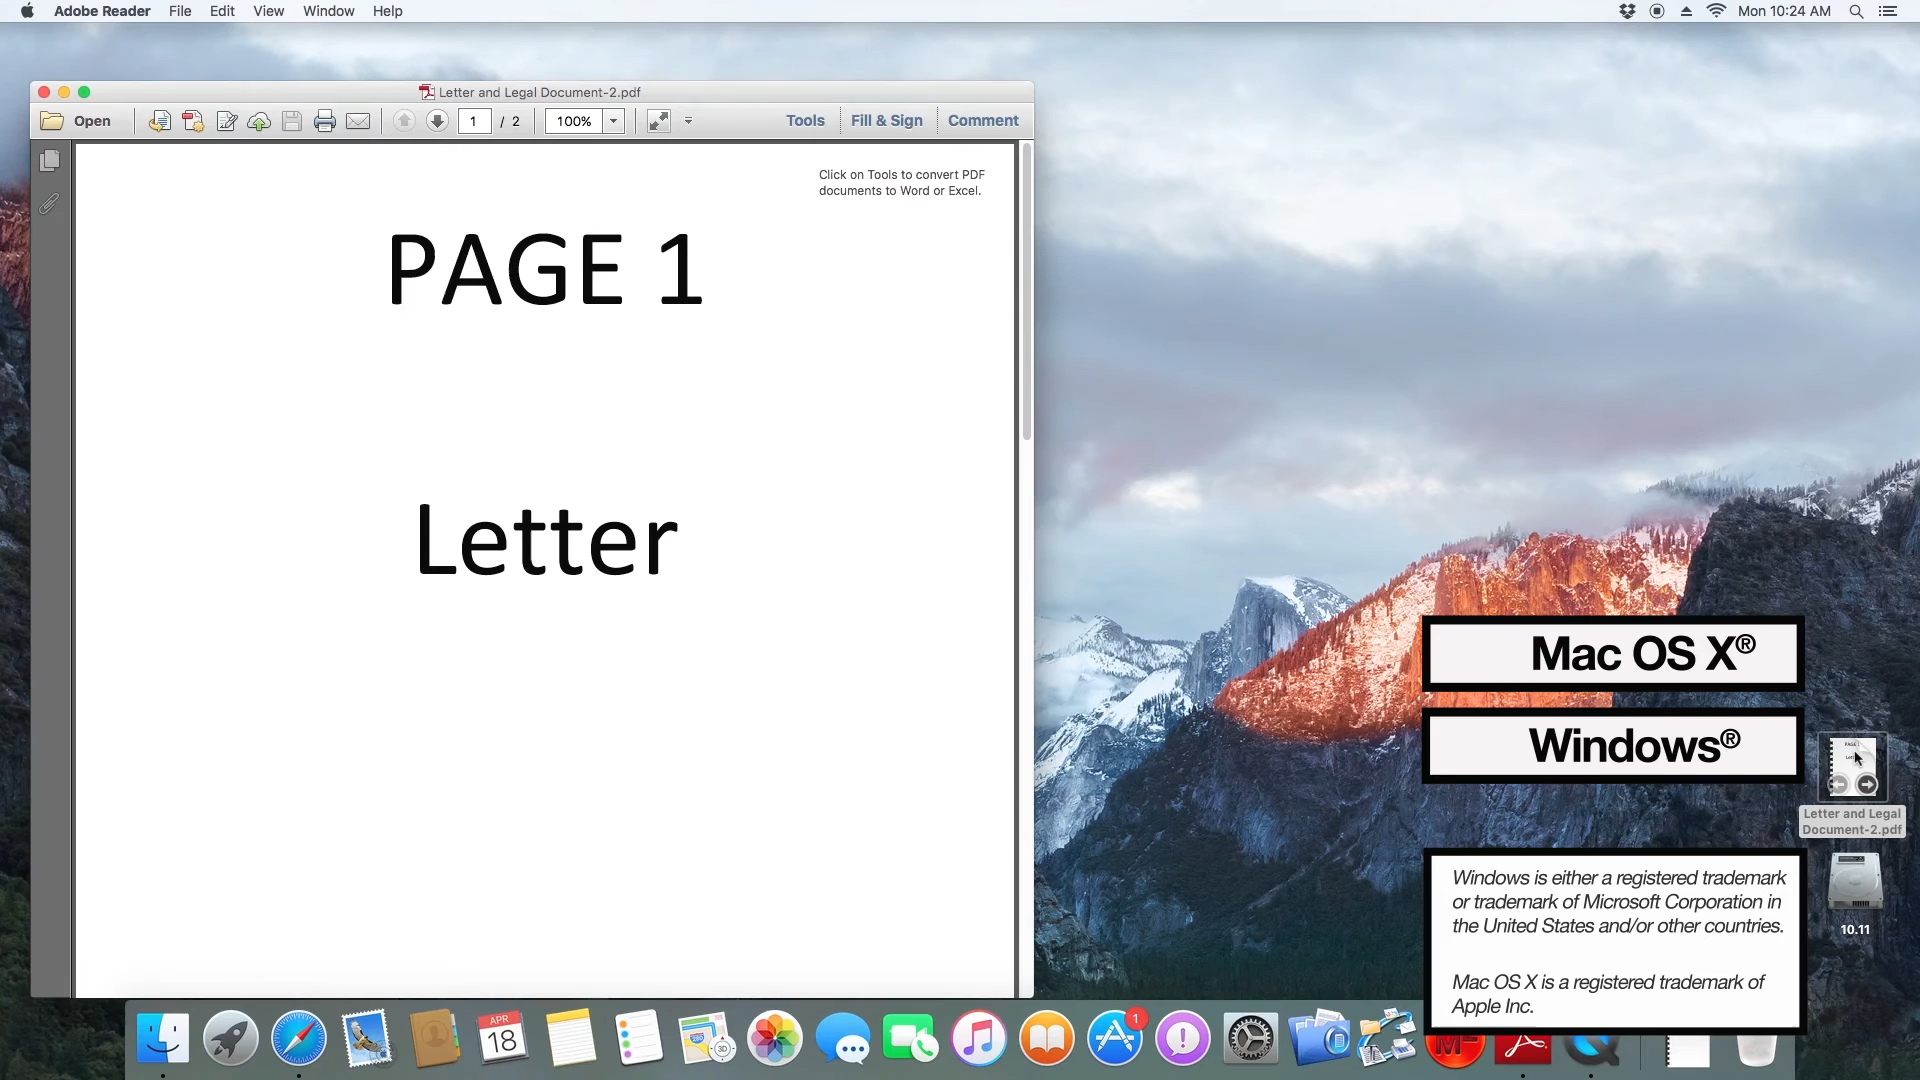 Adobe Reader File Edit View Window Help
Mon 10:24 AM
Letter and Legal Document-2.pdf
Open
1 / 2
100%
Tools
Fill & Sign
Comment
Click on Tools to convert PDF
documents to Word or Excel.
PAGE 1
Letter
Mac OS X®
Windows®
PAGE
Letter and Legal
Document-2.pdf
Windows is either a registered trademark
or trademark of Microsoft Corporation in
the United States and/or other countries.
Mac OS X is a registered trademark of
Apple Inc.
10.11
APR
18
3D
1